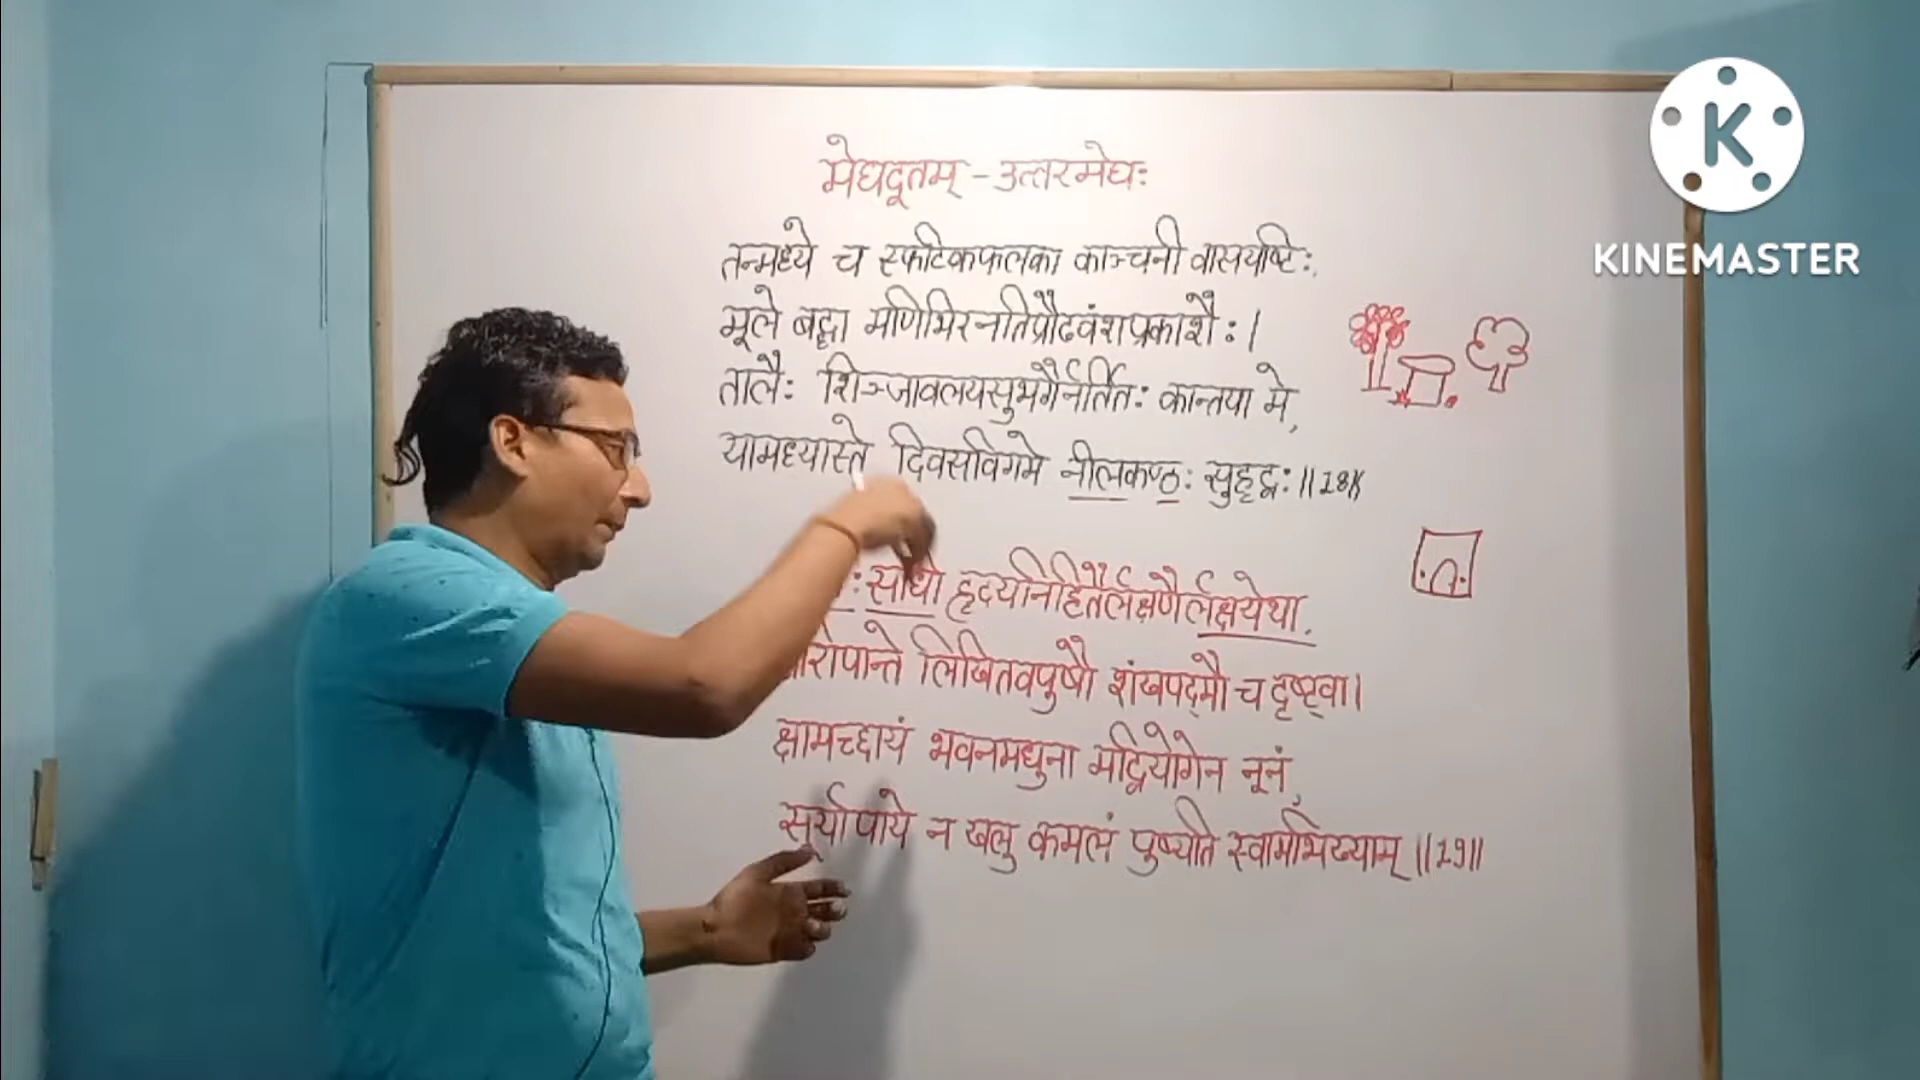 मेघदूतम् - उत्तरमेघः
तन्मध्ये च स्फटिकफलका काञ्चनी वासयष्टिः,
मूले बद्धा मणिभिरनतिप्रौढवंशप्रकाशैः।
तालैः शिञ्जावलयसुभगैर्नर्तितः कान्तया मे,
यामध्यास्ते दिवसविगमे नीलकण्ठः सुहृद्वः॥18॥
साधो हृदयनिहितैर्लक्षणैर्लक्षयेथा,
लिखितवपुषौ शंखपद्मौ च दृष्ट्वा।
क्षामच्छायं भवनमधुना मद्वियोगेन नूनं,
सूर्यापाये न खलु कमलं पुष्यति स्वामभिख्याम्॥19॥
K
KINEMASTER